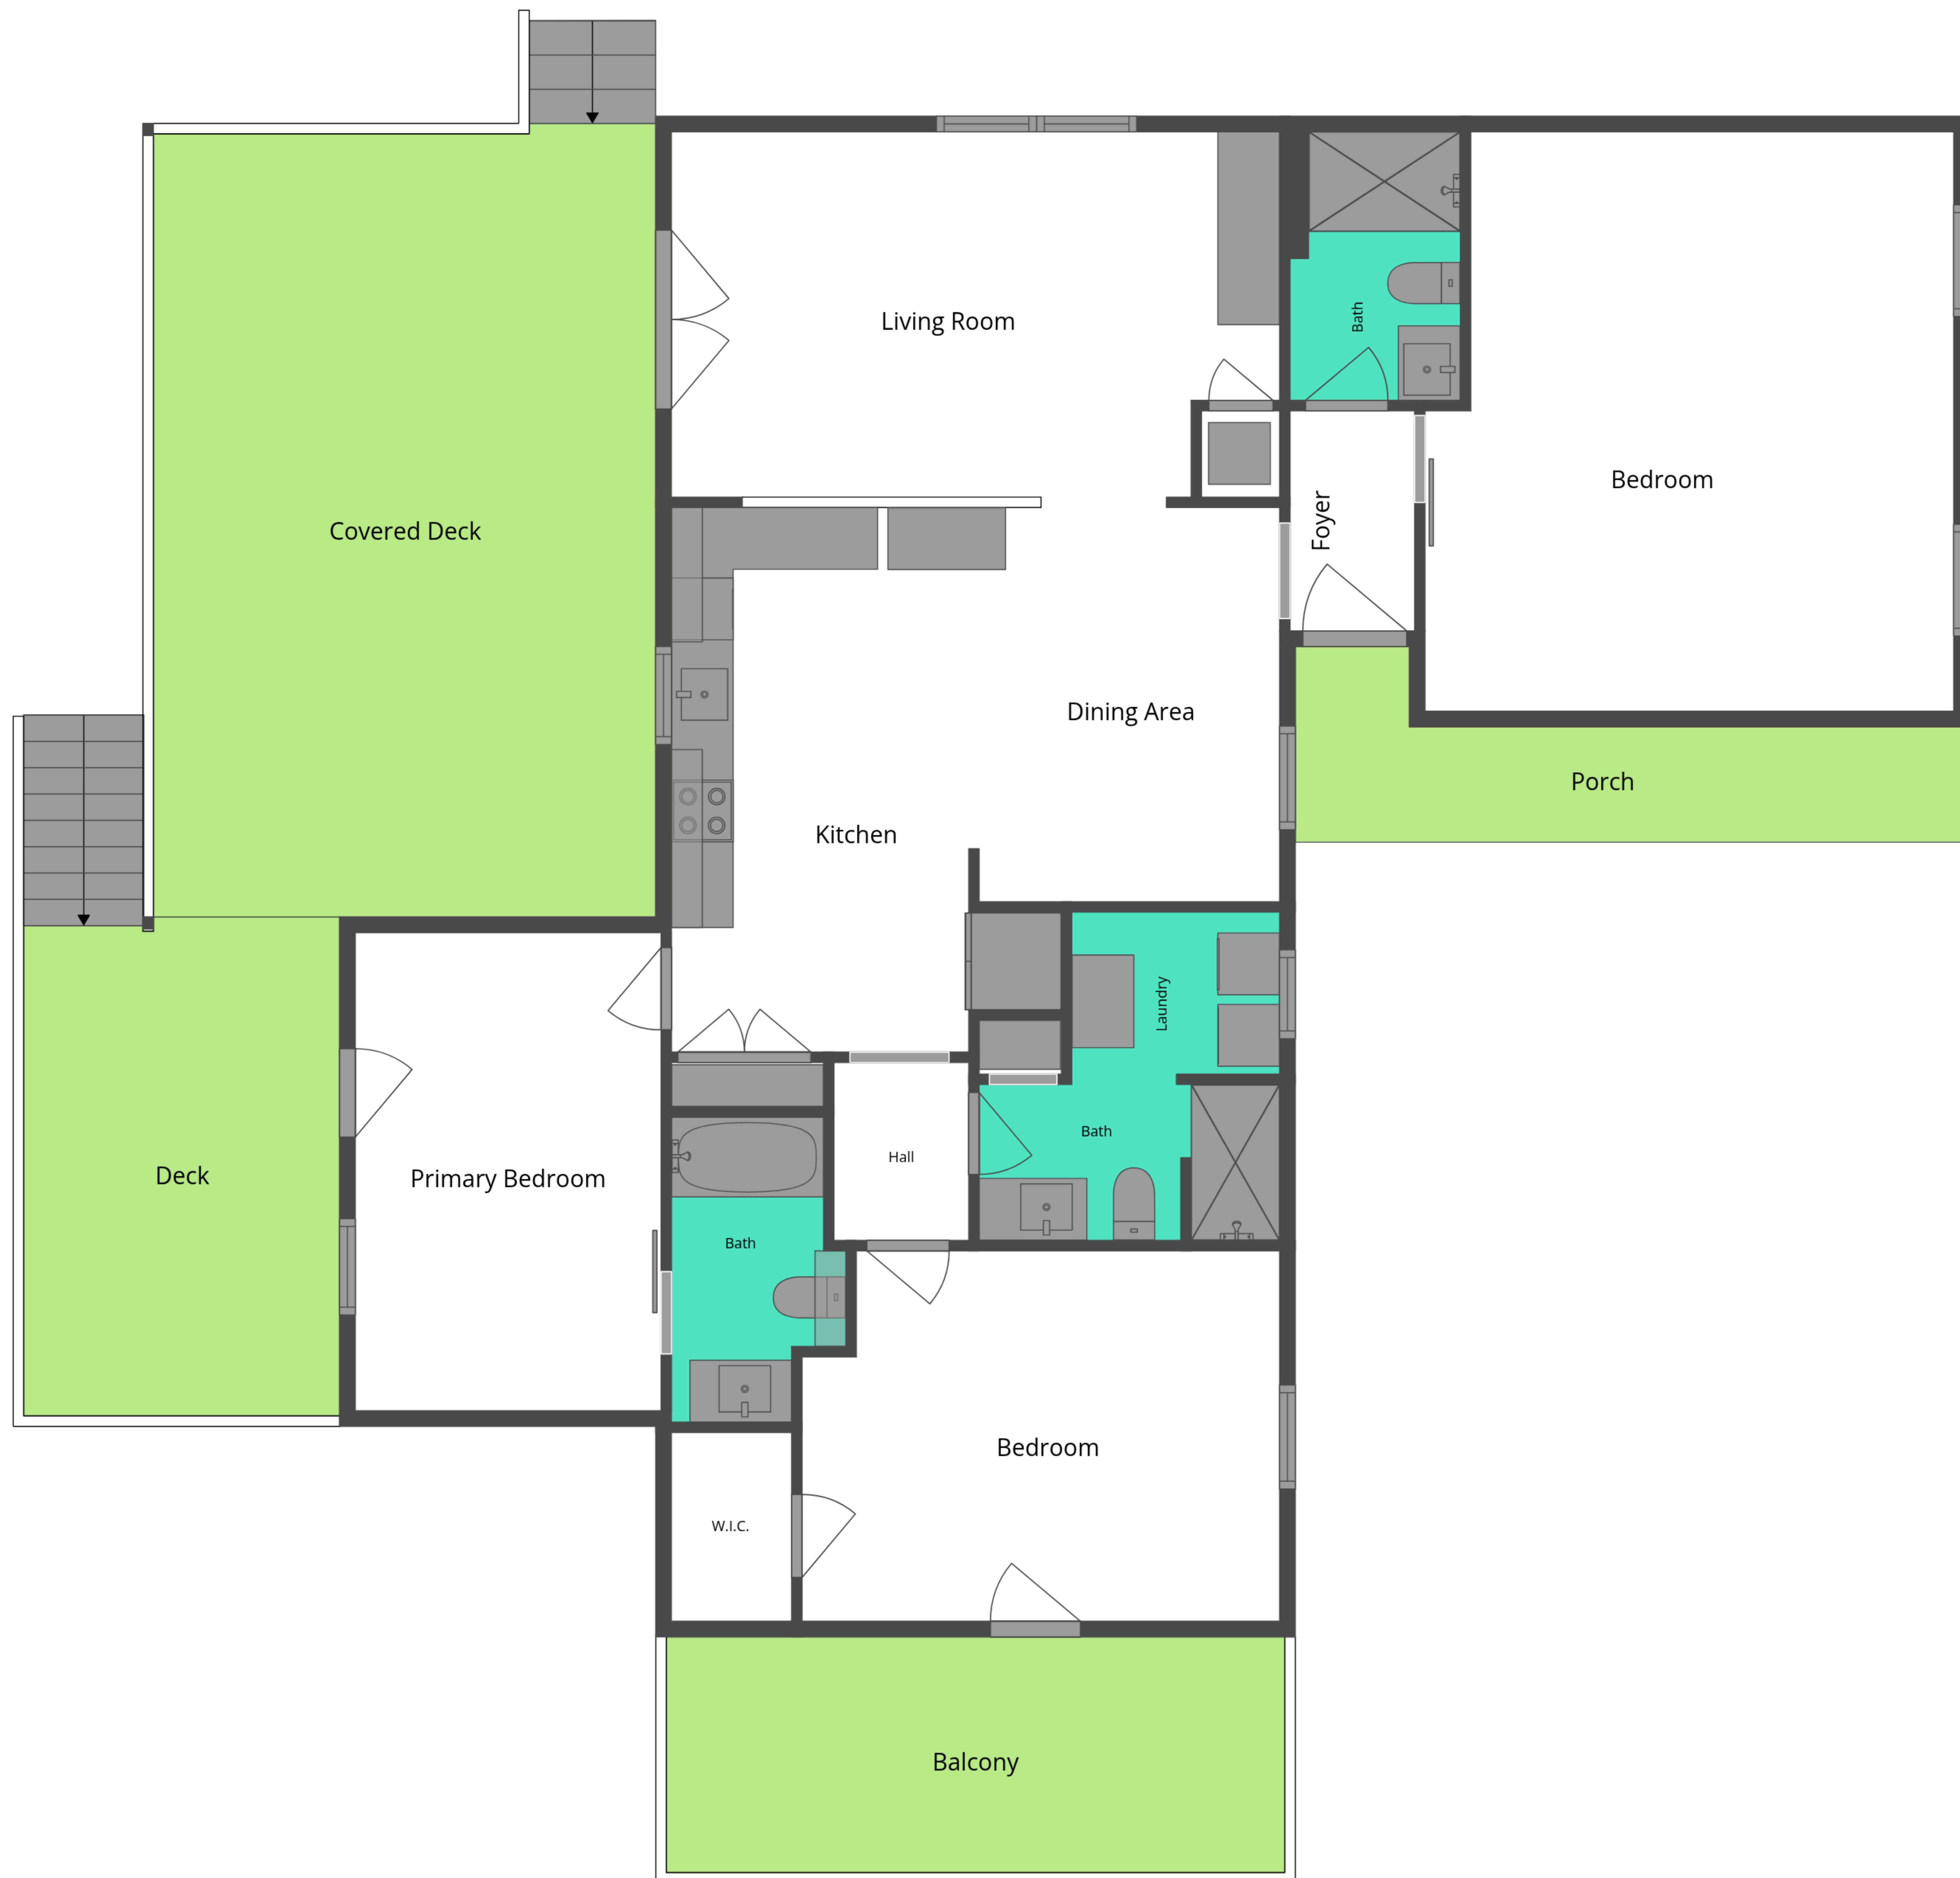 Living Room
Bath
Bedroom
Foyer
Covered Deck
Dining Area
Porch
Kitchen
Laundry
Bath
Hall
Deck
Primary Bedroom
Bath
Bedroom
W.I.C.
Balcony